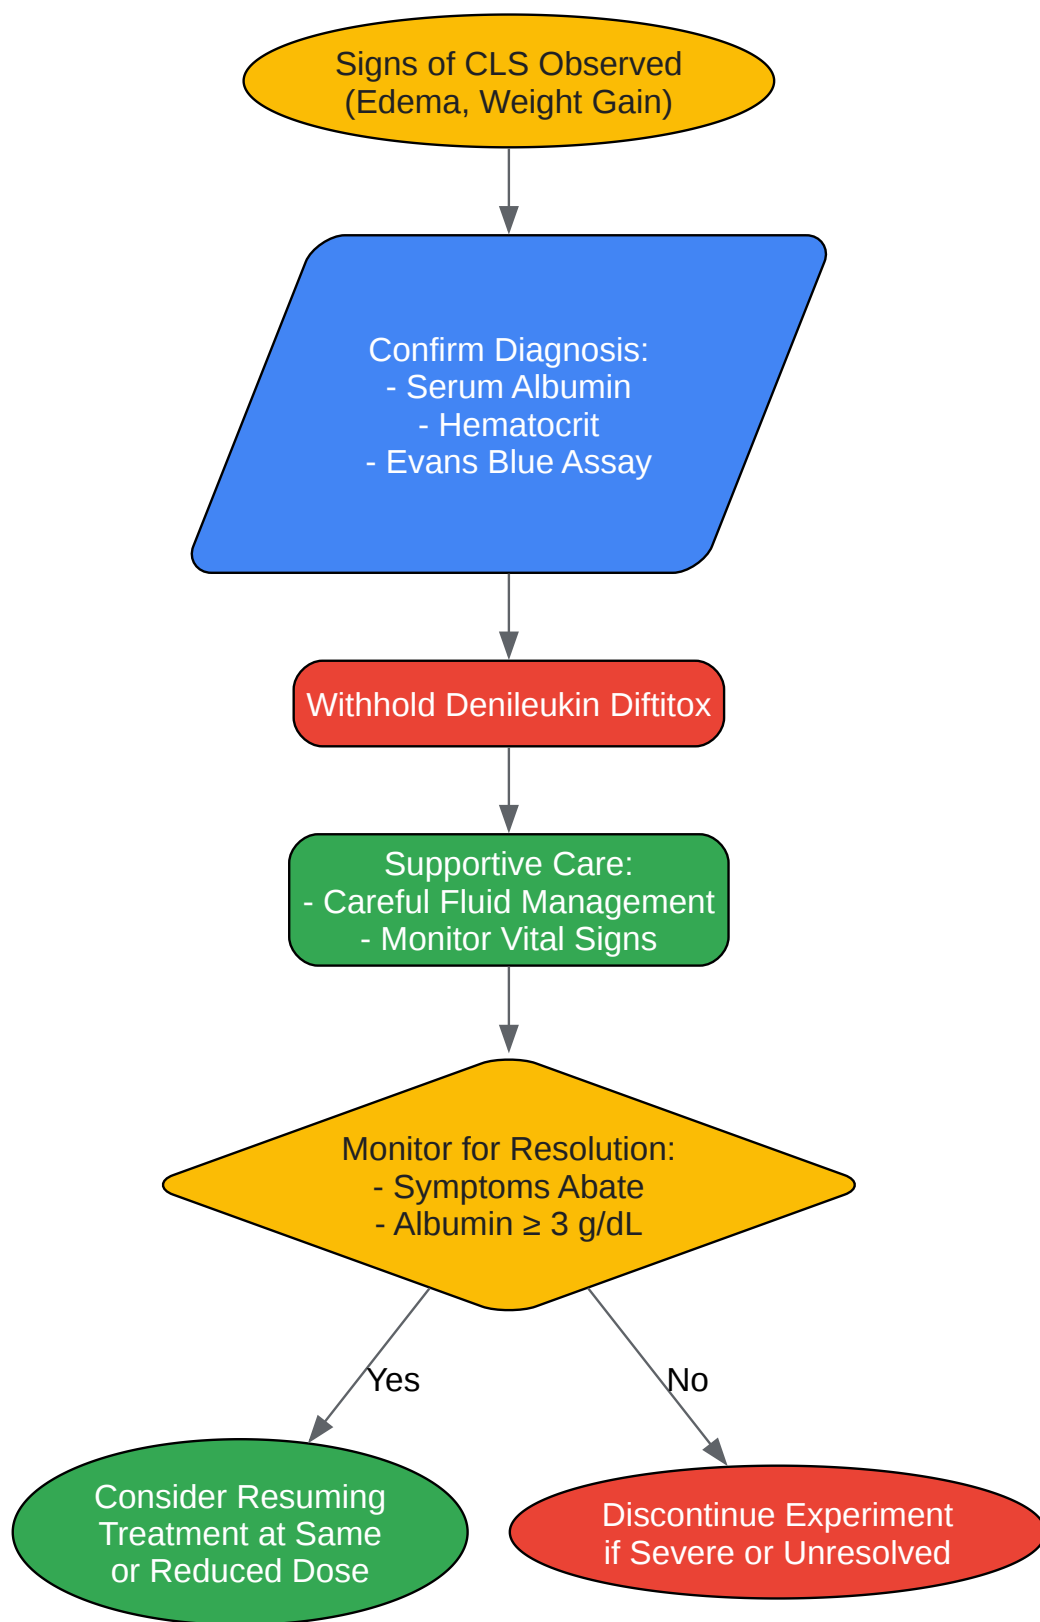 Signs of CLS Observed
(Edema, Weight Gain)
Confirm Diagnosis:
- Serum Albumin
- Hematocrit
- Evans Blue Assay
Withhold Denileukin Diftitox
Supportive Care:
- Careful Fluid Management
- Monitor Vital Signs
Monitor for Resolution:
- Symptoms Abate
- Albumin ≥ 3 g/dL
Yes
No
Consider Resuming
Treatment at Same
or Reduced Dose
Discontinue Experiment
if Severe or Unresolved